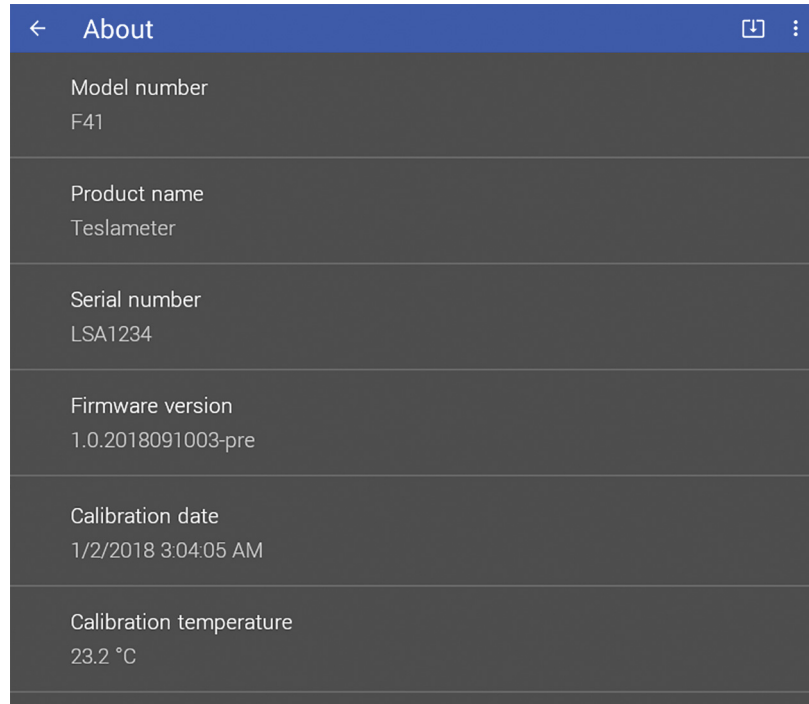 About
Model number
F41
Product name
Teslameter
Serial number
LSA1234
Firmware version
1.0.2018091003-pre
Calibration date
1/2/2018 3:04:05 AM
Calibration temperature
23.2 °C